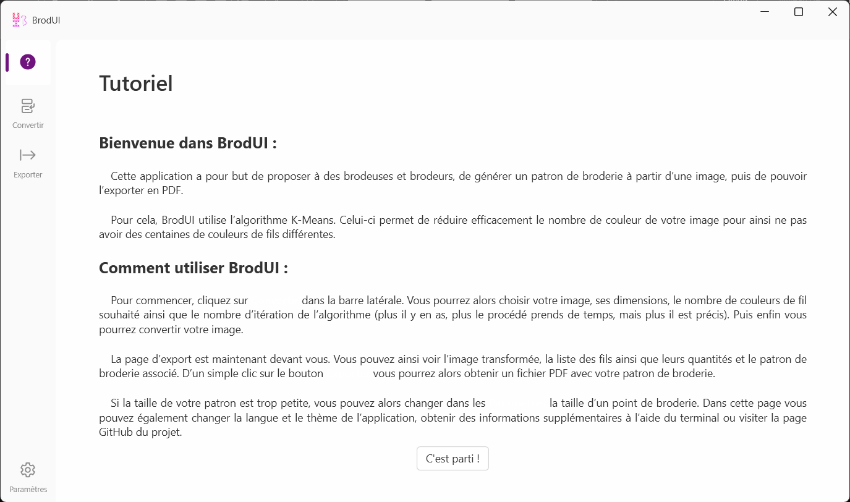 BrodUI
Tutoriel
Convertir
Exporter
Bienvenue dans BrodUI :
Cette application a pour but de proposer à des brodeuses et brodeurs, de générer un patron de broderie à partir d'une image, puis de pouvoir
l'exporter en PDF.
Pour cela, BrodUI utilise l'algorithme K-Means. Celui-ci permet de réduire efficacement le nombre de couleur de votre image pour ainsi ne pas
avoir des centaines de couleurs de fils différentes.
Comment utiliser BrodUI :
Pour commencer, cliquez sur dans la barre latérale. Vous pourrez alors choisir votre image, ses dimensions, le nombre de couleurs de fil
souhaité ainsi que le nombre d'itération de l'algorithme (plus il y en as, plus le procédé prends de temps, mais plus il est précis). Puis enfin vous
pourrez convertir votre image.
La page d'export est maintenant devant vous. Vous pouvez ainsi voir l'image transformée, la liste des fils ainsi que leurs quantités et le patron de
broderie associé. D'un simple clic sur le bouton vous pourrez alors obtenir un fichier PDF avec votre patron de broderie.
Si la taille de votre patron est trop petite, vous pouvez alors changer dans les la taille d'un point de broderie. Dans cette page vous
pouvez également changer la langue et le thème de l'application, obtenir des informations supplémentaires à l'aide du terminal ou visiter la page
GitHub du projet.
C'est parti !
Paramètres